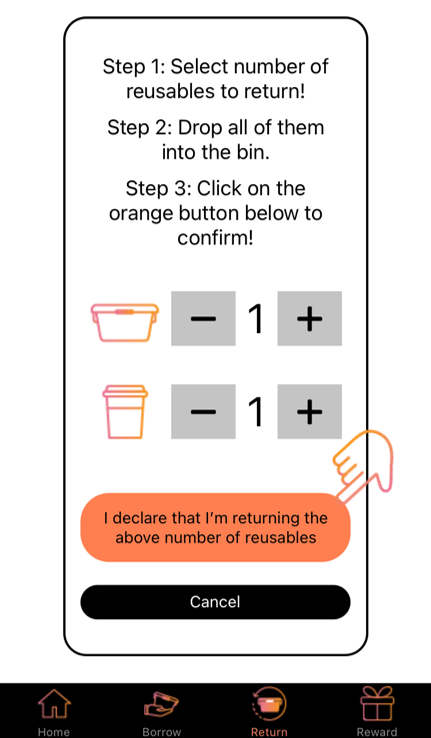 Step 1: Select number of
reusables to return!
Step 2: Drop all of them
into the bin.
Step 3: Click on the
orange button below to
confirm!
− 1 +
− 1 +
I declare that I’m returning the
above number of reusables
Cancel
Home Borrow Return Reward